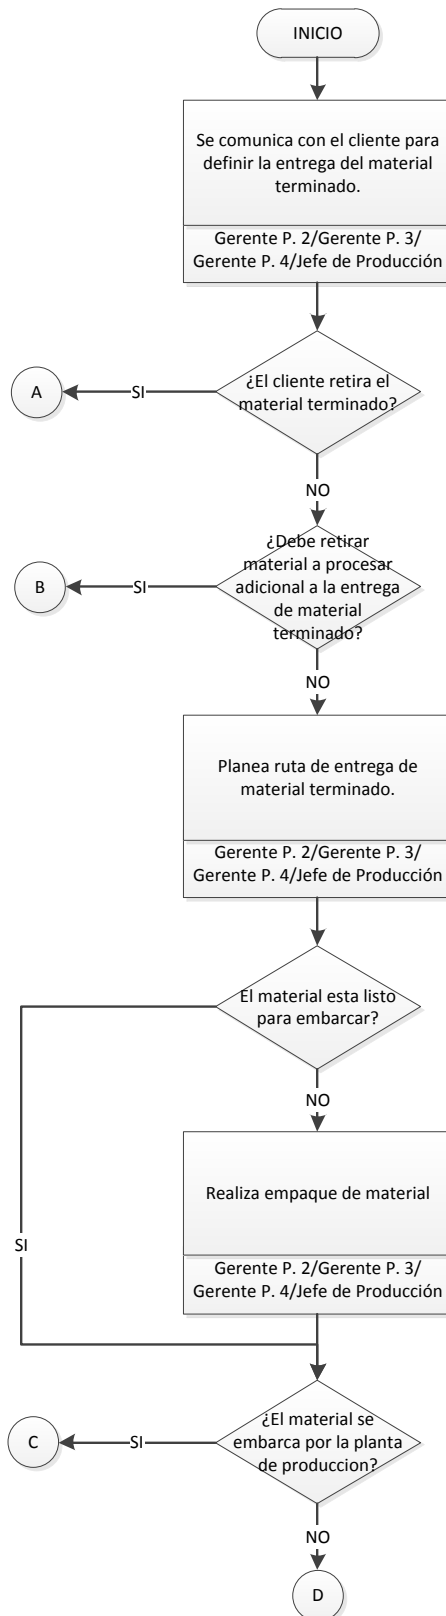 INICIO
Se comunica con el cliente para
definir la entrega del material
terminado.
Gerente P. 2/Gerente P. 3/
Gerente P. 4/Jefe de Producción
¿El cliente retira el
material terminado?
SI
A
NO
¿Debe retirar
material a procesar
adicional a la entrega
de material
terminado?
SI
B
NO
Planea ruta de entrega de
material terminado.
Gerente P. 2/Gerente P. 3/
Gerente P. 4/Jefe de Producción
El material esta listo
para embarcar?
NO
SI
Realiza empaque de material
Gerente P. 2/Gerente P. 3/
Gerente P. 4/Jefe de Producción
¿El material se
embarca por la planta
de produccion?
SI
C
NO
D